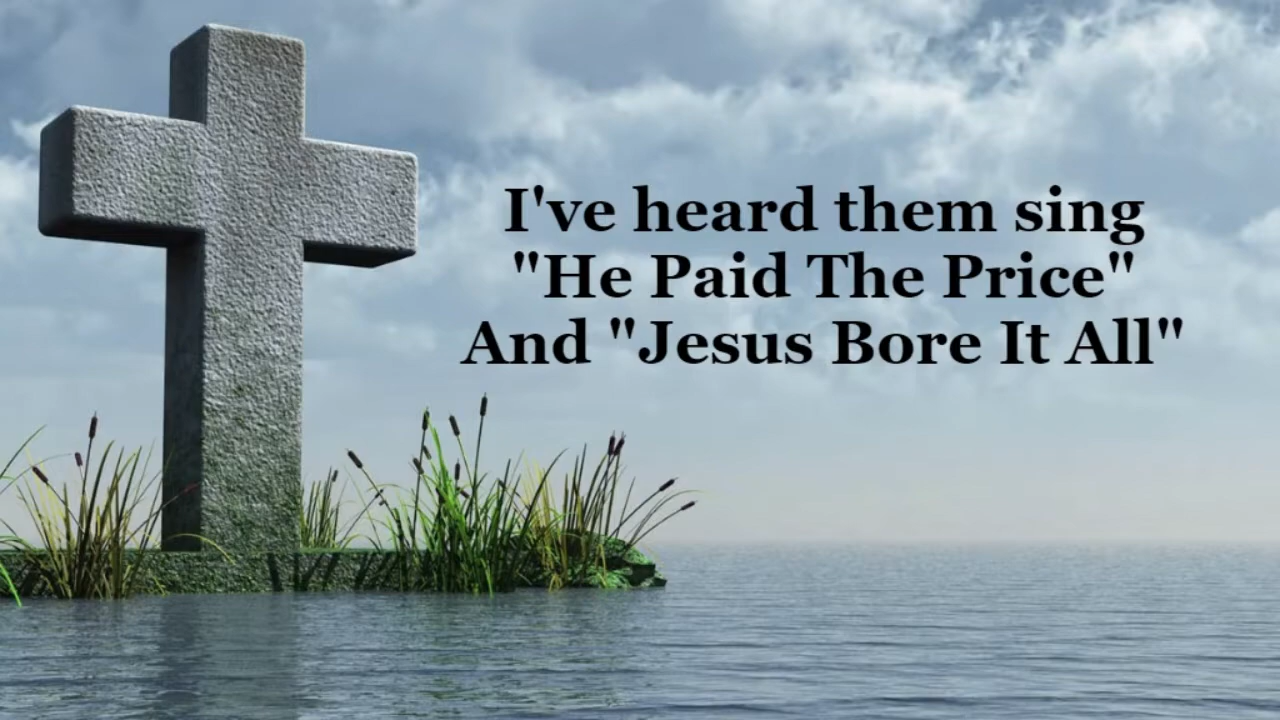 I've heard them sing
"He Paid The Price"
And "Jesus Bore It All"